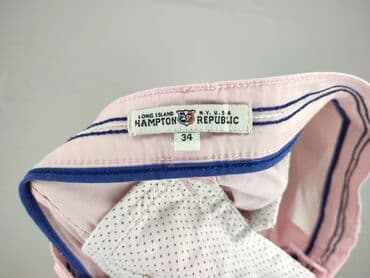 LONG ISLAND N.Y. U.S.A
HAMPTON REPUBLIC
34